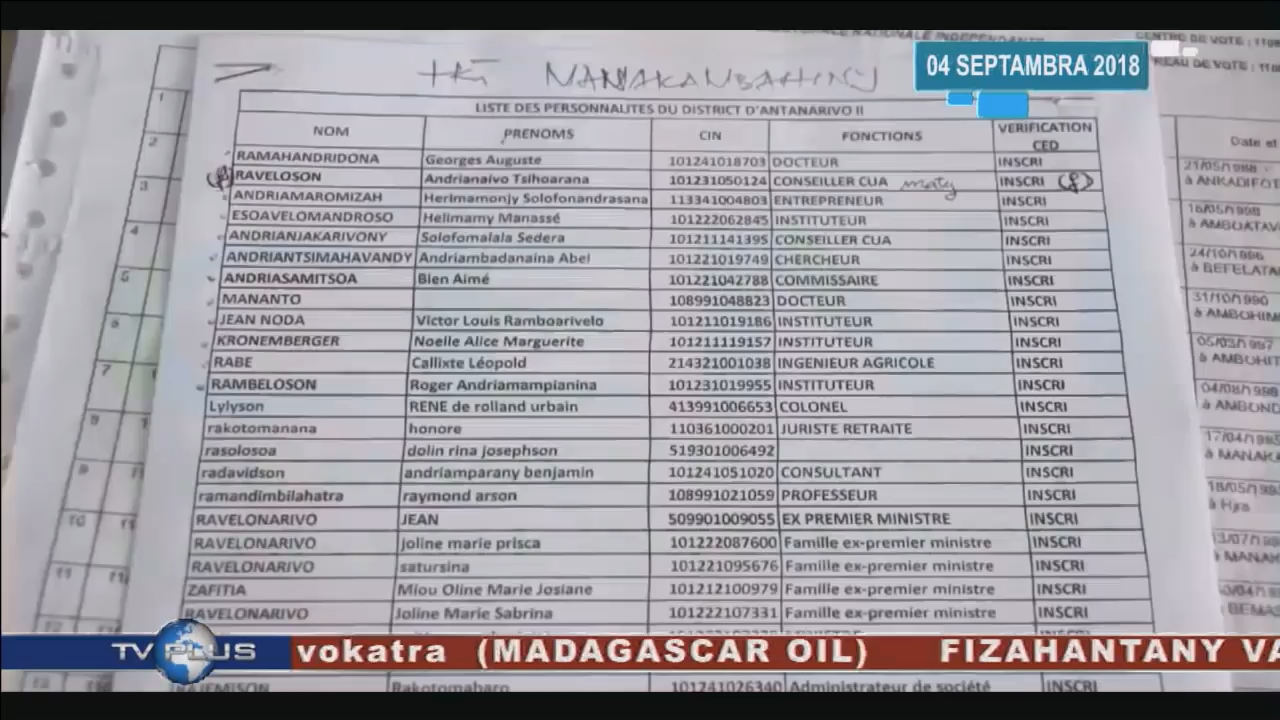 CENTRE DE VOTE : 1108
04 SEPTAMBRA 2018
LISTE DES PERSONNALITES DU DISTRICT D'ANTANARIVO II
NOM PRENOMS CIN FONCTIONS VERIFICATION CED
RAMAHANDRIDONA Georges Auguste 101241018703 DOCTEUR INSCRI
RAVELOSON Andrianaivo Tsihoarana 101231050124 CONSEILLER CUA maty INSCRI
ANDRIAMAROMIZAH Herimamonjy Solofonandrasana 113341004803 ENTREPRENEUR INSCRI
ESOAVELOMANDROSO Helimamy Manassé 101222062845 INSTITUTEUR INSCRI
ANDRIANJAKARIVONY Solofomalala Sedera 101211141395 CONSEILLER CUA INSCRI
ANDRIANTSIMAHAVANDY Andriambadanaina Abel 101221019749 CHERCHEUR INSCRI
ANDRIASAMITSOA Bien Aimé 101221042788 COMMISSAIRE INSCRI
MANANTO 108991048823 DOCTEUR INSCRI
JEAN NODA Victor Louis Ramboarivelo 101211019186 INSTITUTEUR INSCRI
KRONEMBERGER Noelle Alice Marguerite 101211119157 INSTITUTEUR INSCRI
RABE Callixte Léopold 214321001038 INGENIEUR AGRICOLE INSCRI
RAMBELOSON Roger Andriamampianina 101231019955 INSTITUTEUR INSCRI
Lylyson RENE de rolland urbain 413991006653 COLONEL INSCRI
rakotomanana honore 110361000201 JURISTE RETRAITE INSCRI
rasolosoa dolin rina josephson 519301006492 INSCRI
radavidson andriamparany benjamin 101241051020 CONSULTANT INSCRI
ramandimbilahatra raymond arson 108991021059 PROFESSEUR INSCRI
RAVELONARIVO JEAN 509901009055 EX PREMIER MINISTRE INSCRI
RAVELONARIVO joline marie prisca 101222087600 Famille ex-premier ministre INSCRI
RAVELONARIVO satursina 101221095676 Famille ex-premier ministre INSCRI
ZAFITIA Miou Oline Marie Josiane 101212100979 Famille ex-premier ministre INSCRI
RAVELONARIVO Joline Marie Sabrina 101222107331 Famille ex-premier ministre INSCRI
TV PLUS vokatra (MADAGASCAR OIL) FIZAHANTANY VA
RAJEMISON Rakotomaharo 101241026340 Administrateur de société INSCRI